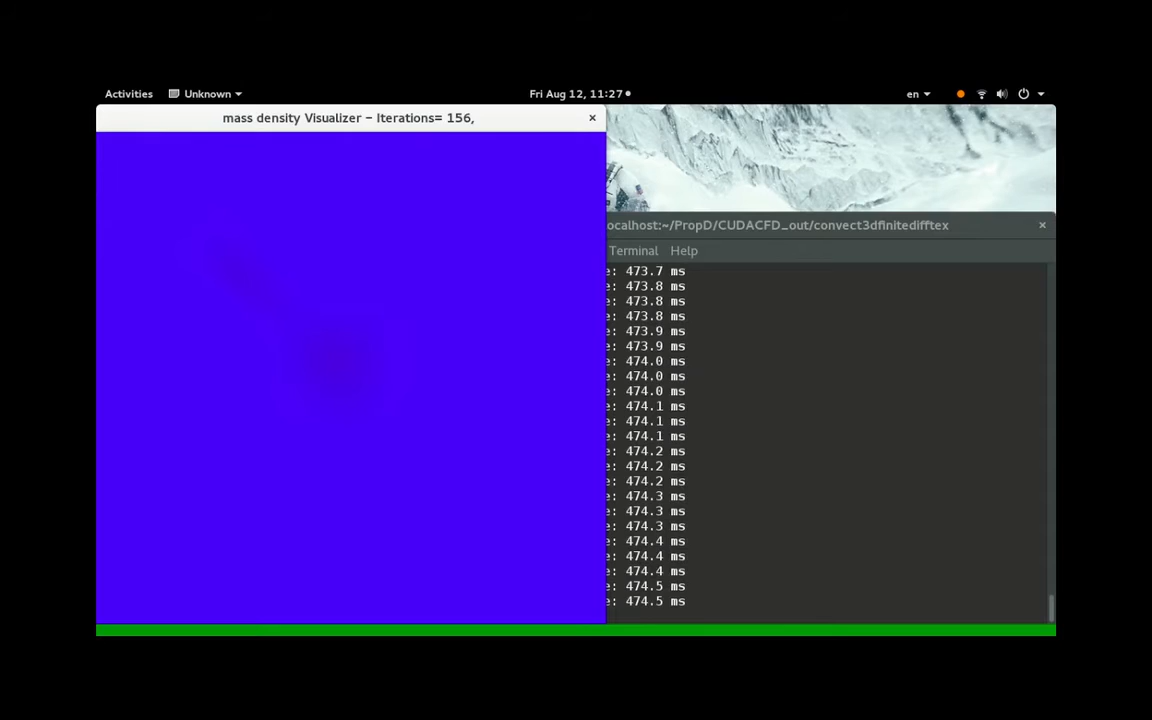 Activities Unknown Fri Aug 12, 11:27 en
mass density Visualizer - Iterations= 156, ×
ocalhost:~/PropD/CUDACFD_out/convect3dfinitedifftex ×
Terminal Help
e: 473.7 ms
e: 473.8 ms
e: 473.8 ms
e: 473.8 ms
e: 473.9 ms
e: 473.9 ms
e: 474.0 ms
e: 474.0 ms
e: 474.0 ms
e: 474.1 ms
e: 474.1 ms
e: 474.1 ms
e: 474.2 ms
e: 474.2 ms
e: 474.2 ms
e: 474.3 ms
e: 474.3 ms
e: 474.3 ms
e: 474.4 ms
e: 474.4 ms
e: 474.4 ms
e: 474.5 ms
e: 474.5 ms